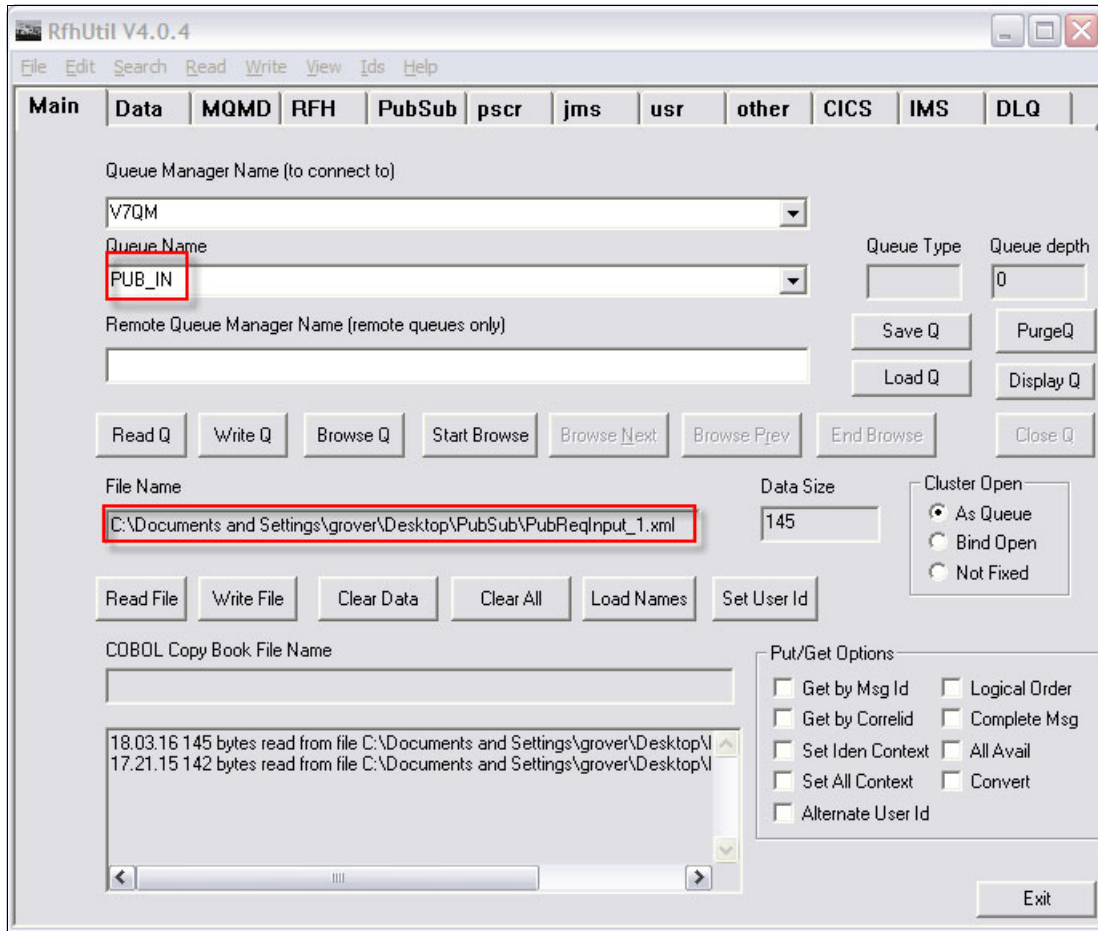 RfhUtil V4.0.4
File Edit Search Read Write View Ids Help
Main Data MQMD RFH PubSub pscr jms usr other CICS IMS DLQ
Queue Manager Name (to connect to)
V7QM
Queue Name Queue Type Queue depth
PUB_IN 0
Remote Queue Manager Name (remote queues only)
Save Q PurgeQ
Load Q Display Q
Read Q Write Q Browse Q Start Browse Browse Next Browse Prev End Browse Close Q
File Name Data Size Cluster Open
C:\Documents and Settings\grover\Desktop\PubSub\PubReqInput_1.xml 145 As Queue
Bind Open
Not Fixed
Read File Write File Clear Data Clear All Load Names Set User Id
COBOL Copy Book File Name Put/Get Options
Get by Msg Id Logical Order
Get by Correlid Complete Msg
18.03.16 145 bytes read from file C:\Documents and Settings\grover\Desktop\
17.21.15 142 bytes read from file C:\Documents and Settings\grover\Desktop\
Set Iden Context All Avail
Set All Context Convert
Alternate User Id
Exit